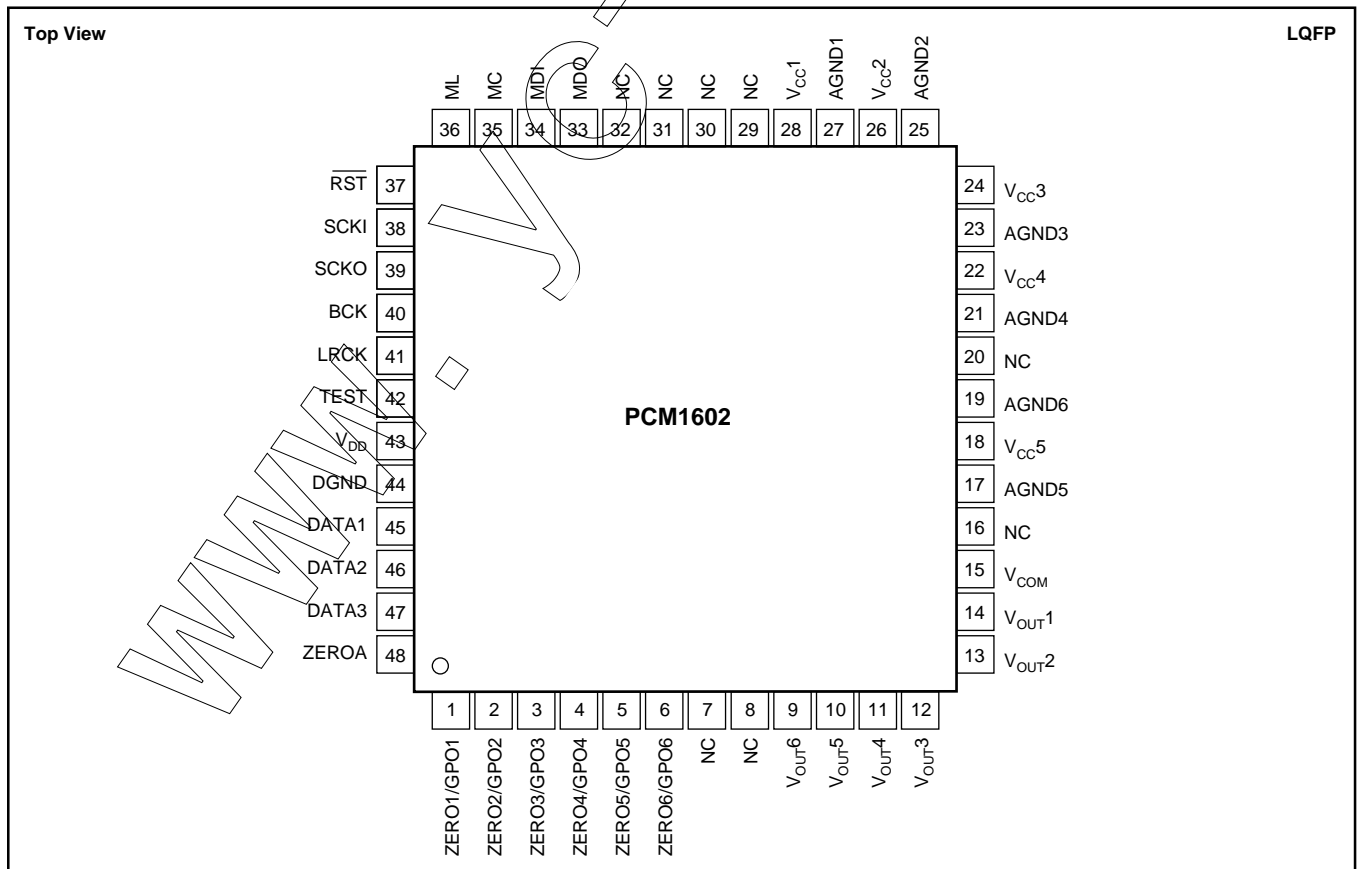 Top View
LQFP
ML MC MDI MDO NC NC NC NC VCC1 AGND1 VCC2 AGND2
36 35 34 33 32 31 30 29 28 27 26 25
RST 37
SCKI 38
SCKO 39
BCK 40
LRCK 41
TEST 42
VDD 43
DGND 44
DATA1 45
DATA2 46
DATA3 47
ZEROA 48
PCM1602
24 VCC3
23 AGND3
22 VCC4
21 AGND4
20 NC
19 AGND6
18 VCC5
17 AGND5
16 NC
15 VCOM
14 VOUT1
13 VOUT2
1 2 3 4 5 6 7 8 9 10 11 12
ZERO1/GPO1 ZERO2/GPO2 ZERO3/GPO3 ZERO4/GPO4 ZERO5/GPO5 ZERO6/GPO6 NC NC VOUT6 VOUT5 VOUT4 VOUT3
www.yc-